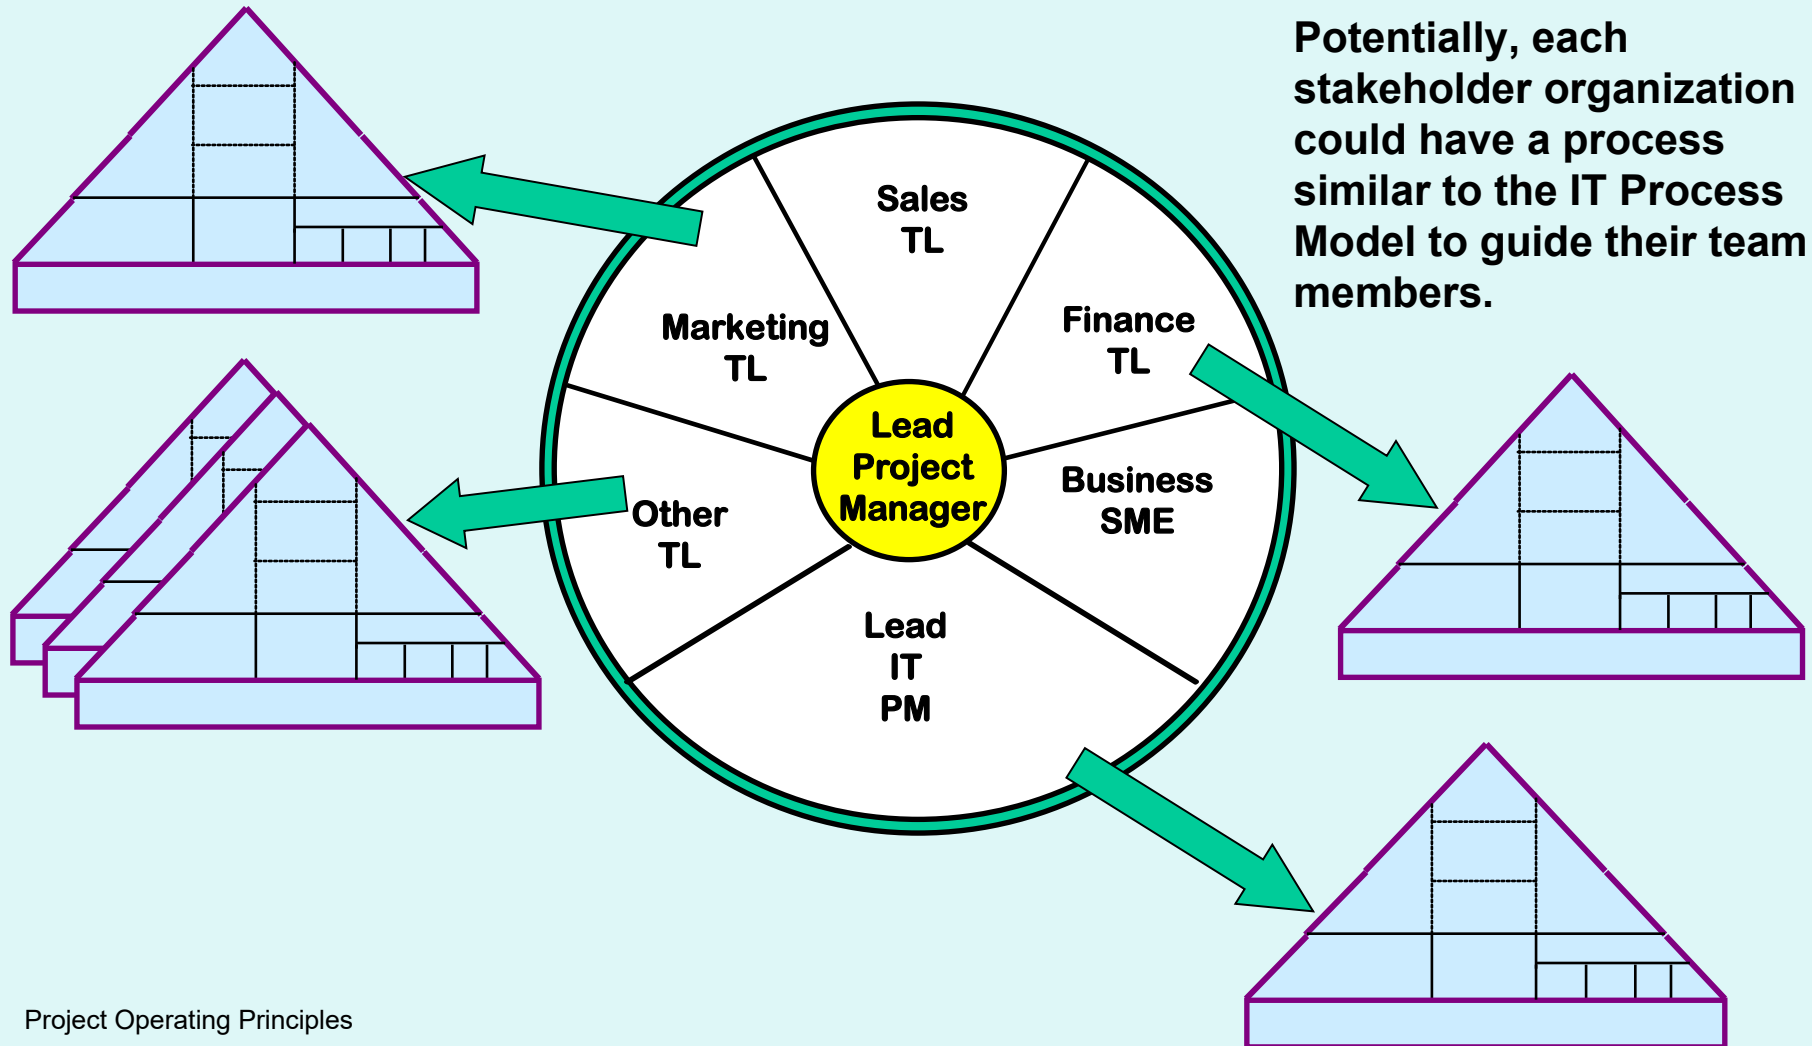 Potentially, each
stakeholder organization
could have a process
similar to the IT Process
Model to guide their team
members.
Sales
TL
Marketing
TL
Finance
TL
Lead
Project
Manager
Business
SME
Other
TL
Lead
IT
PM
Project Operating Principles